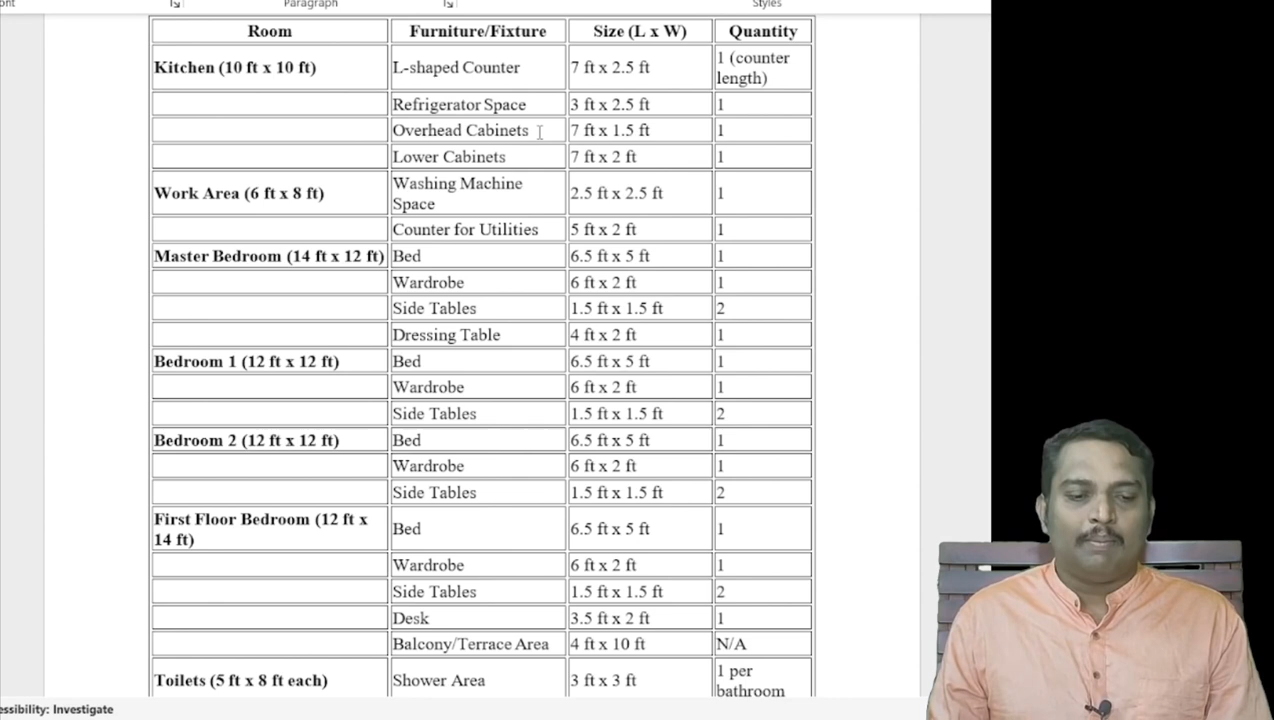 Paragraph
Styles
Room Furniture/Fixture Size (L x W) Quantity
Kitchen (10 ft x 10 ft) L-shaped Counter 7 ft x 2.5 ft 1 (counter
length)
Refrigerator Space 3 ft x 2.5 ft 1
Overhead Cabinets 7 ft x 1.5 ft 1
Lower Cabinets 7 ft x 2 ft 1
Work Area (6 ft x 8 ft) Washing Machine
Space 2.5 ft x 2.5 ft 1
Counter for Utilities 5 ft x 2 ft 1
Master Bedroom (14 ft x 12 ft) Bed 6.5 ft x 5 ft 1
Wardrobe 6 ft x 2 ft 1
Side Tables 1.5 ft x 1.5 ft 2
Dressing Table 4 ft x 2 ft 1
Bedroom 1 (12 ft x 12 ft) Bed 6.5 ft x 5 ft 1
Wardrobe 6 ft x 2 ft 1
Side Tables 1.5 ft x 1.5 ft 2
Bedroom 2 (12 ft x 12 ft) Bed 6.5 ft x 5 ft 1
Wardrobe 6 ft x 2 ft 1
Side Tables 1.5 ft x 1.5 ft 2
First Floor Bedroom (12 ft x
14 ft) Bed 6.5 ft x 5 ft 1
Wardrobe 6 ft x 2 ft 1
Side Tables 1.5 ft x 1.5 ft 2
Desk 3.5 ft x 2 ft 1
Balcony/Terrace Area 4 ft x 10 ft N/A
Toilets (5 ft x 8 ft each) Shower Area 3 ft x 3 ft 1 per
bathroom
Investigate